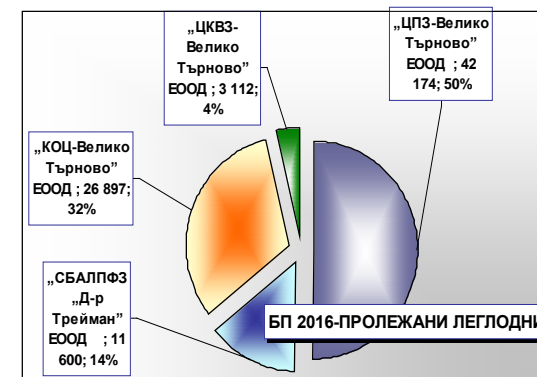 „ЦКВЗ-
Велико
Търново”
ЕООД ; 3 112;
4%
„ЦПЗ-Велико
Търново”
ЕООД ; 42
174; 50%
„КОЦ-Велико
Търново”
ЕООД ; 26 897;
32%
„СБАЛПФЗ
„Д-р
Трейман”
ЕООД ; 11
600; 14%
БП 2016-ПРОЛЕЖАНИ ЛЕГЛОДНИ